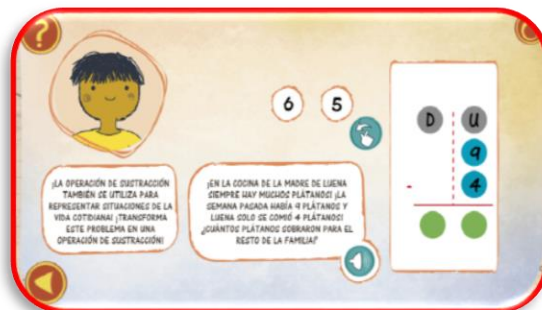 ?
6 5
D U
9
- 4
¡LA OPERACIÓN DE SUSTRACCIÓN
TAMBIÉN SE UTILIZA PARA
REPRESENTAR SITUACIONES DE LA
VIDA COTIDIANA! ¡TRANSFORMA
ESTE PROBLEMA EN UNA
OPERACIÓN DE SUSTRACCIÓN!
¡EN LA COCINA DE LA MADRE DE LUENA
SIEMPRE HAY MUCHOS PLÁTANOS! ¡LA
SEMANA PASADA HABÍA 9 PLÁTANOS Y
LUENA SOLO SE COMIÓ 4 PLÁTANOS!
¿CUÁNTOS PLÁTANOS SOBRARON PARA EL
RESTO DE LA FAMILIA?